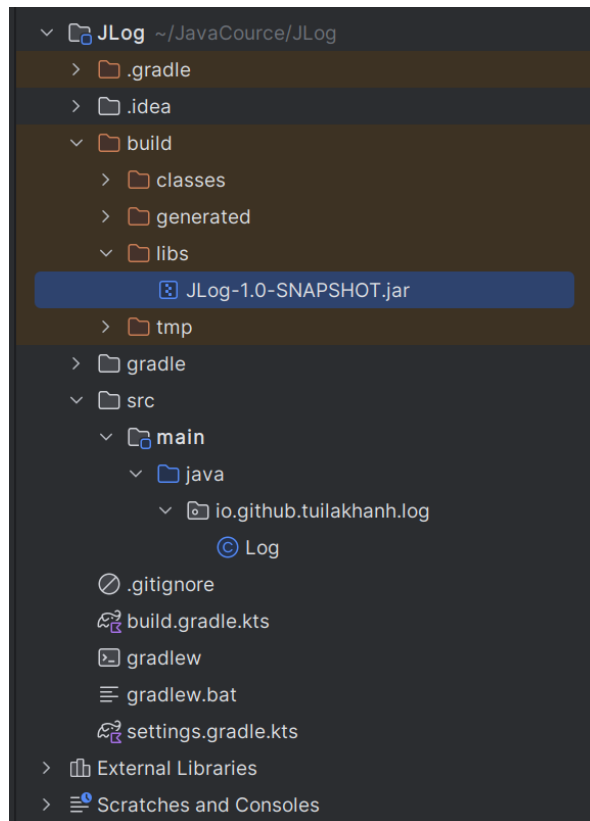 JLog ~/JavaCource/JLog
.gradle
.idea
build
classes
generated
libs
JLog-1.0-SNAPSHOT.jar
tmp
gradle
src
main
java
io.github.tuilakhanh.log
Log
.gitignore
build.gradle.kts
gradlew
gradlew.bat
settings.gradle.kts
External Libraries
Scratches and Consoles